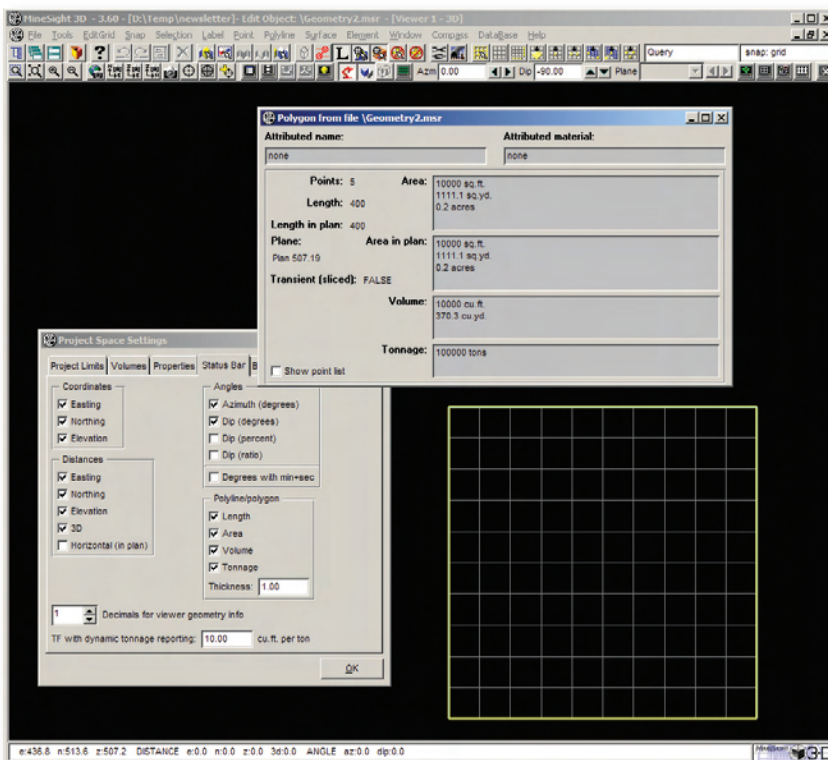 MineSight 3D - 3.60 - [D:\Temp\newsletter]- Edit Object: \Geometry2.msr - [Viewer 1 - 3D]
File Tools EditGrid Snap Selection Label Point Polyline Surface Element Window Compass DataBase Help
Query snap: grid
Azm 0.00 Dip -90.00 Plane
Polygon from file \Geometry2.msr
Attributed name: Attributed material:
none none
Points: 5 Area: 10000 sq.ft.
1111.1 sq.yd.
0.2 acres
Length: 400
Length in plan: 400
Plane: Area in plan: 10000 sq.ft.
1111.1 sq.yd.
0.2 acres
Plan 507.19
Transient (sliced): FALSE
Volume: 10000 cu.ft.
370.3 cu.yd.
Tonnage: 100000 tons
Show point list
Project Space Settings
Project Limits Volumes Properties Status Bar B
Coordinates
Easting
Northing
Elevation
Distances
Easting
Northing
Elevation
3D
Horizontal (in plan)
Angles
Azimuth (degrees)
Dip (degrees)
Dip (percent)
Dip (ratio)
Degrees with min+sec
Polyline/polygon
Length
Area
Volume
Tonnage
Thickness: 1.00
1 Decimals for viewer geometry info
TF with dynamic tonnage reporting: 10.00 cu.ft. per ton
OK
e:436.8 n:513.6 z:507.2 DISTANCE e:0.0 n:0.0 z:0.0 3d:0.0 ANGLE az:0.0 dip:0.0
MineSight 3-D